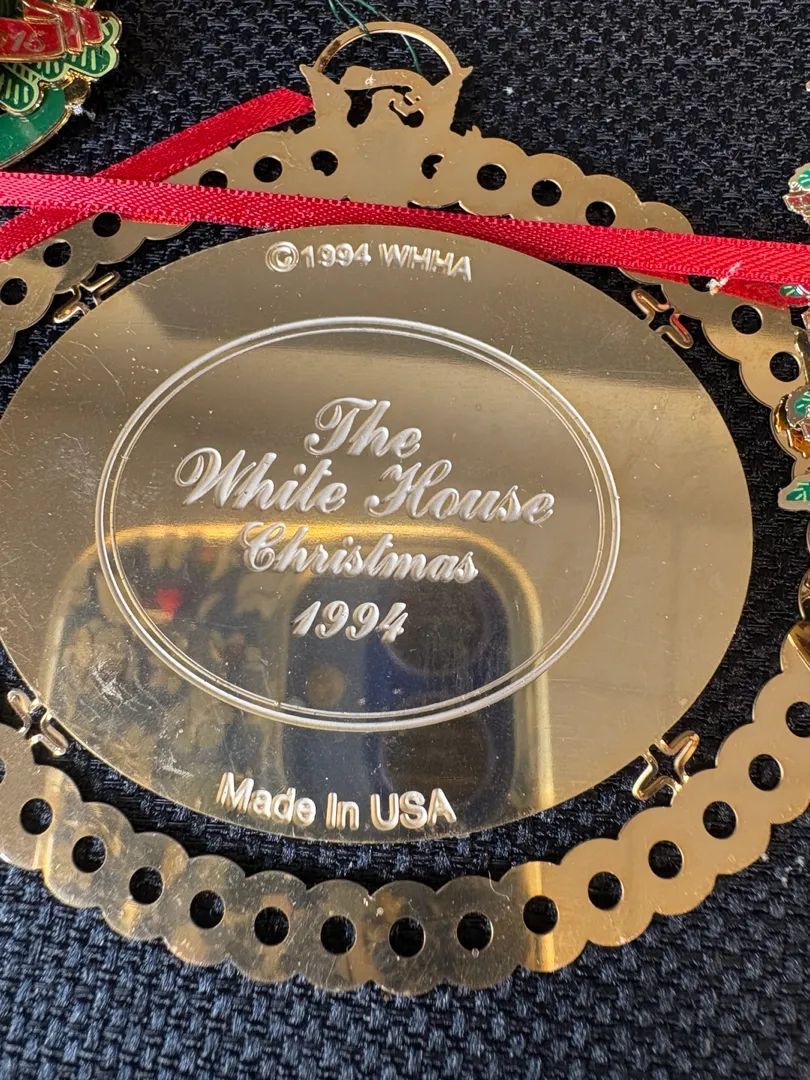 ©1994 WHHA
The
White House
Christmas
1994
Made In USA